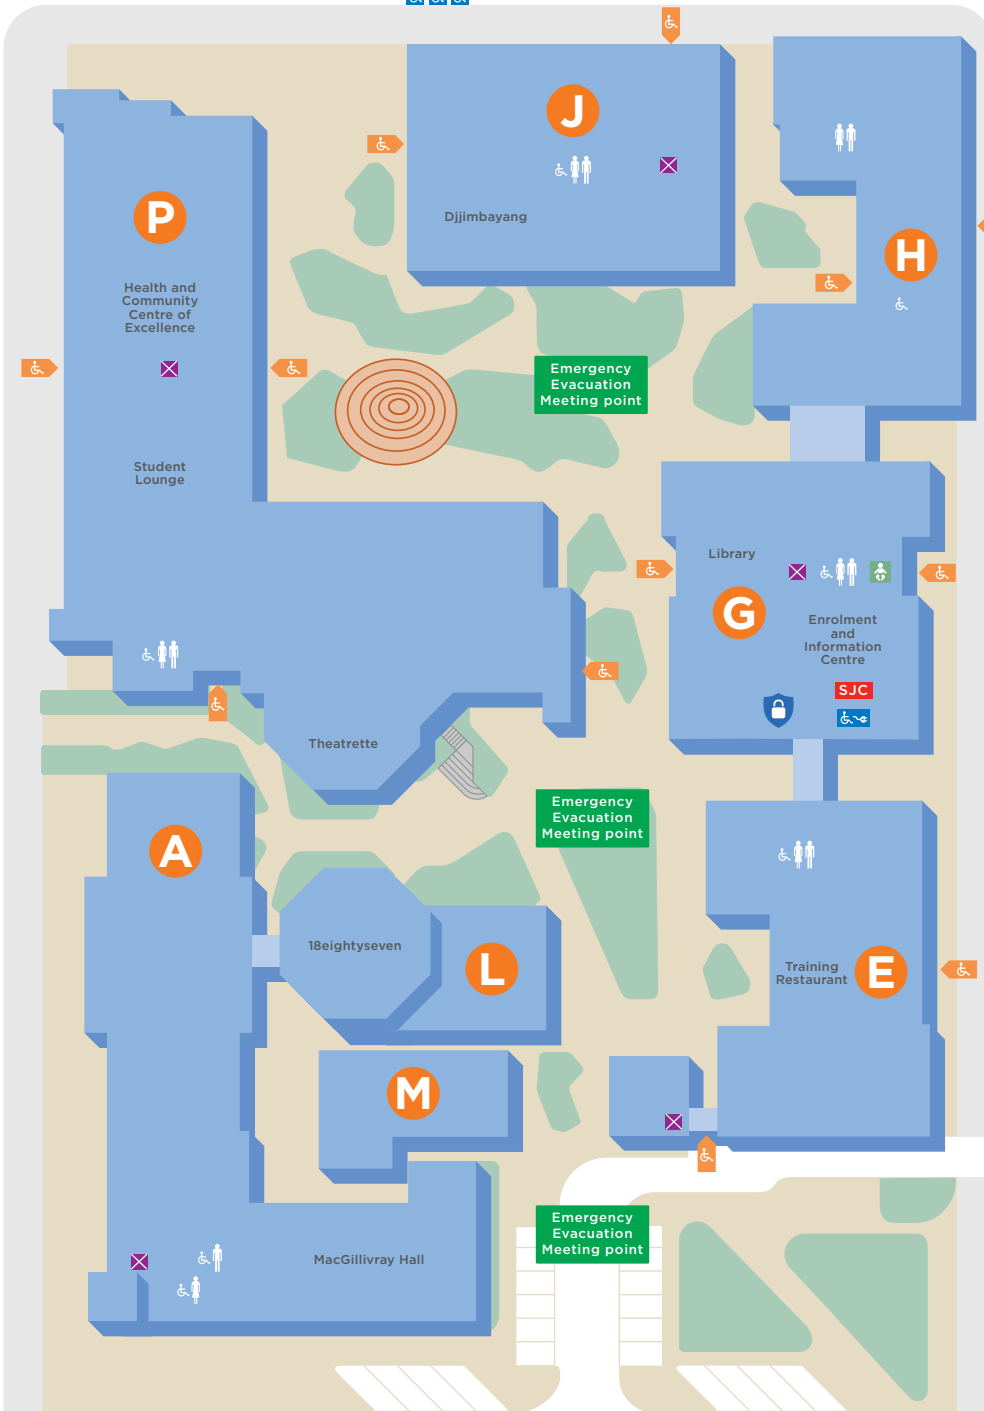 J
Djjimbayang
P
Health and
Community
Centre of
Excellence
H
Emergency
Evacuation
Meeting point
Student
Lounge
Library
G
Enrolment
and
Information
Centre
SJC
Theatrette
Emergency
Evacuation
Meeting point
A
18eightyseven
L
Training
Restaurant
E
M
Emergency
Evacuation
Meeting point
MacGillivray Hall